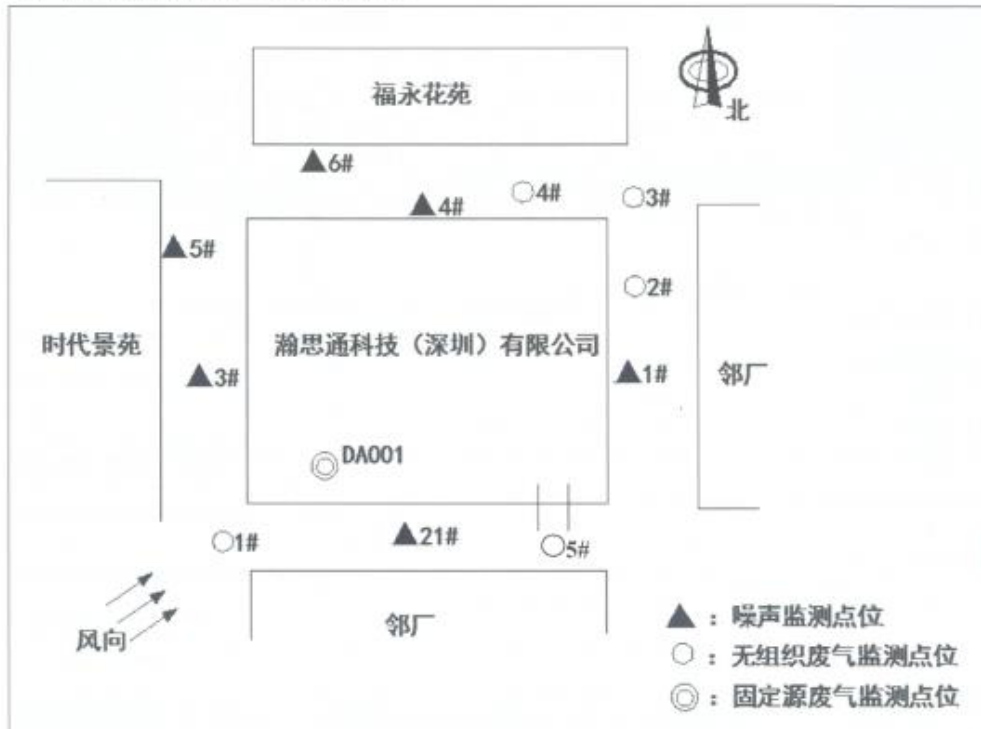 福永花苑
北
▲6#
▲4#
○4#
○3#
▲5#
○2#
时代景苑
瀚思通科技（深圳）有限公司
邻厂
▲3#
▲1#
DA001
○1#
▲21#
○5#
风向
邻厂
▲：噪声监测点位
○：无组织废气监测点位
◎：固定源废气监测点位